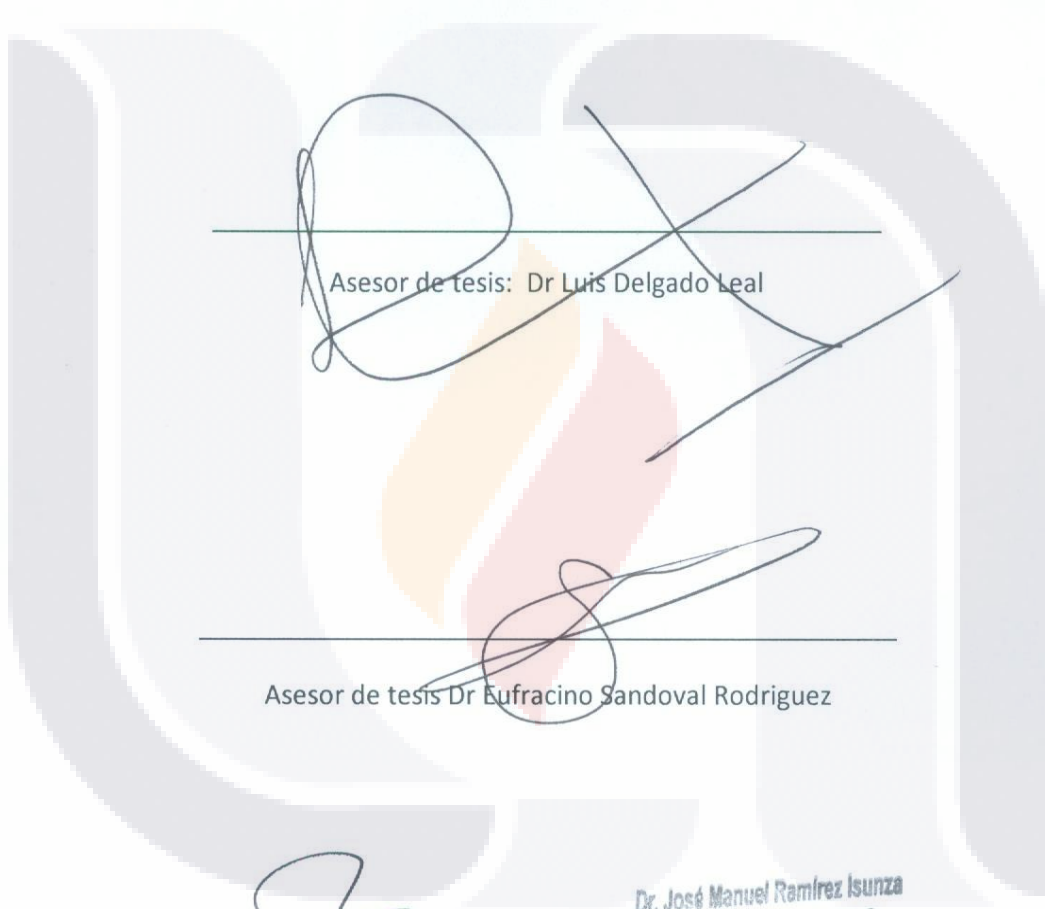 Asesor de tesis: Dr Luis Delgado Leal
Asesor de tesis Dr Eufracino Sandoval Rodriguez
Dr. José Manuel Ramírez Isunza